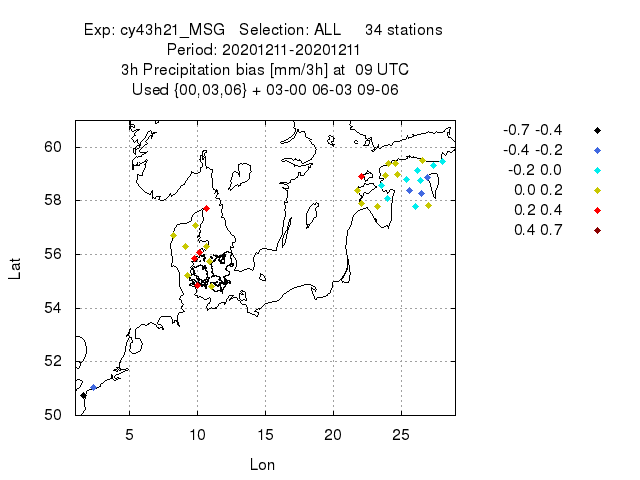 Exp: cy43h21_MSG   Selection: ALL     34 stations
Period: 20201211-20201211
3h Precipitation bias [mm/3h] at  09 UTC
Used {00,03,06} + 03-00 06-03 09-06
-0.7 -0.4
-0.4 -0.2
-0.2 0.0
0.0 0.2
0.2 0.4
0.4 0.7
60
58
56
54
52
50
Lat
5 10 15 20 25
Lon